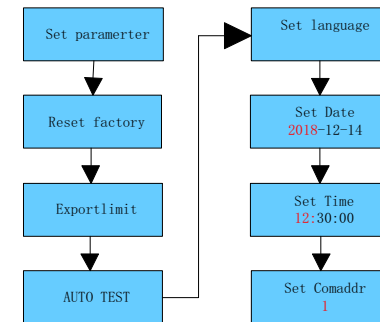 Set paramerter
Reset factory
Exportlimit
AUTO TEST
Set language
Set Date
2018-12-14
Set Time
12:30:00
Set Comaddr
1